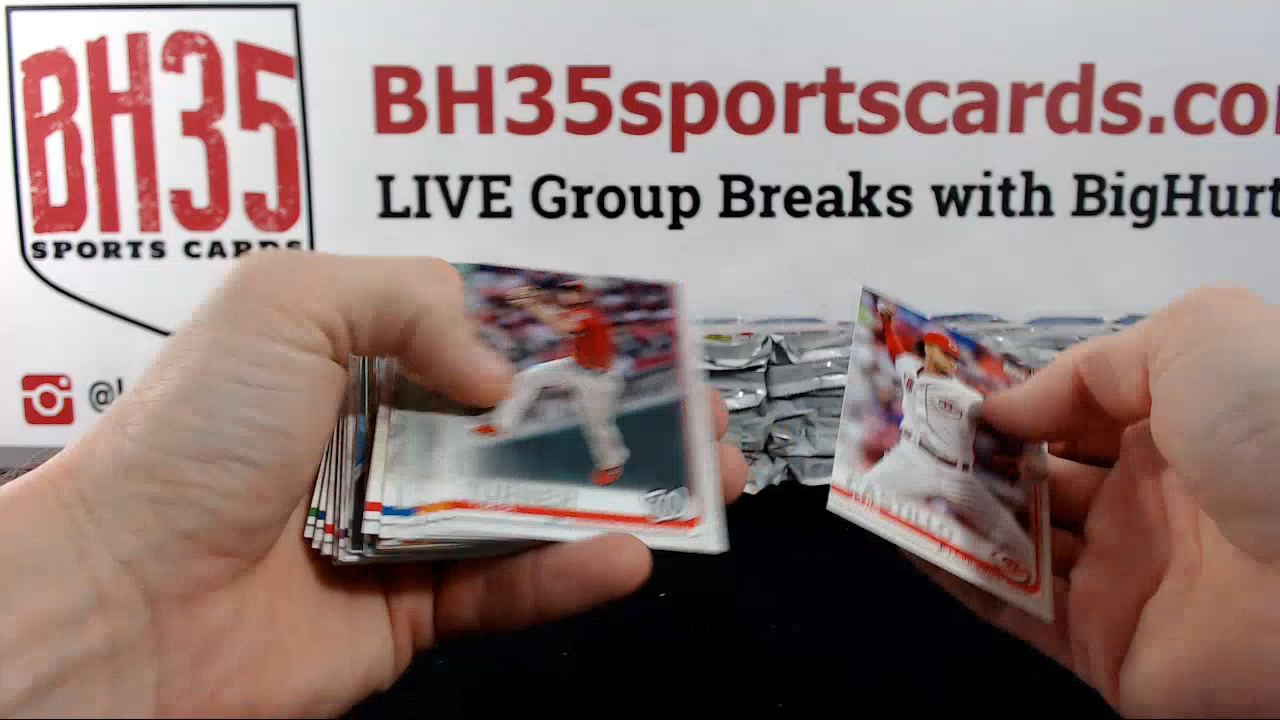 BH35
SPORTS CARDS
BH35sportscards.co
LIVE Group Breaks with BigHurt
@